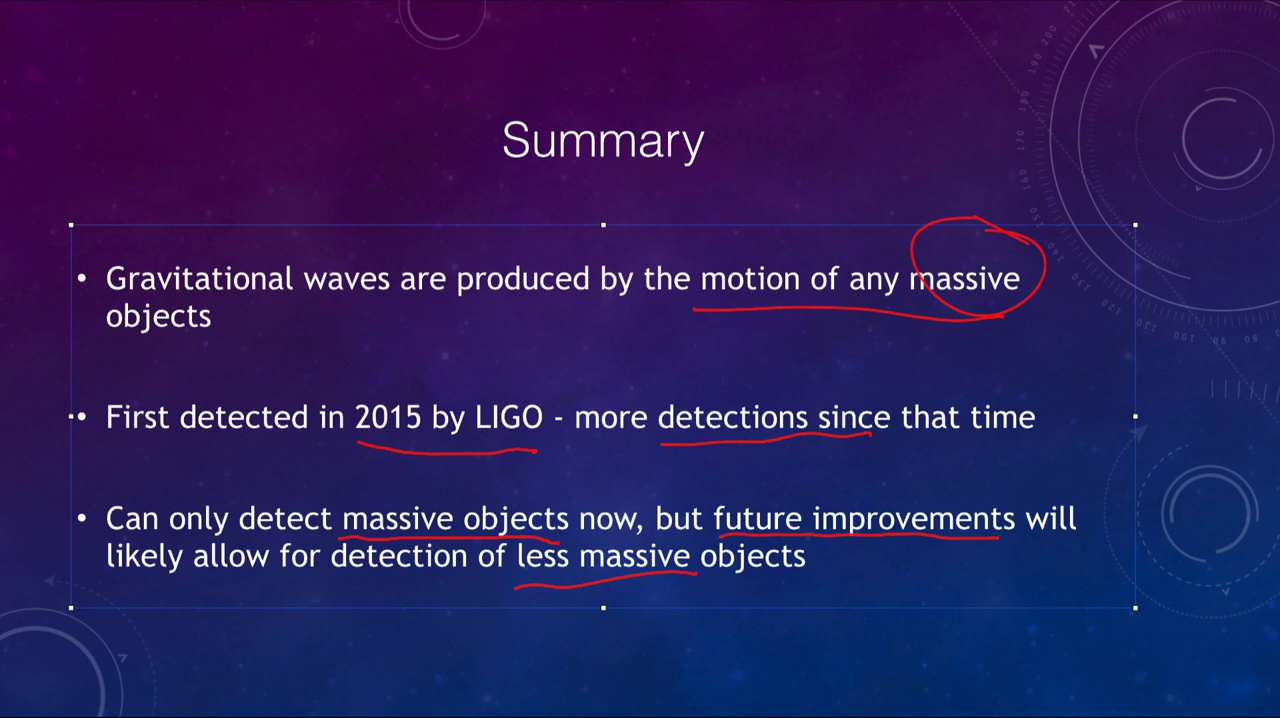 Summary
• Gravitational waves are produced by the motion of any massive
objects
• First detected in 2015 by LIGO - more detections since that time
• Can only detect massive objects now, but future improvements will
likely allow for detection of less massive objects